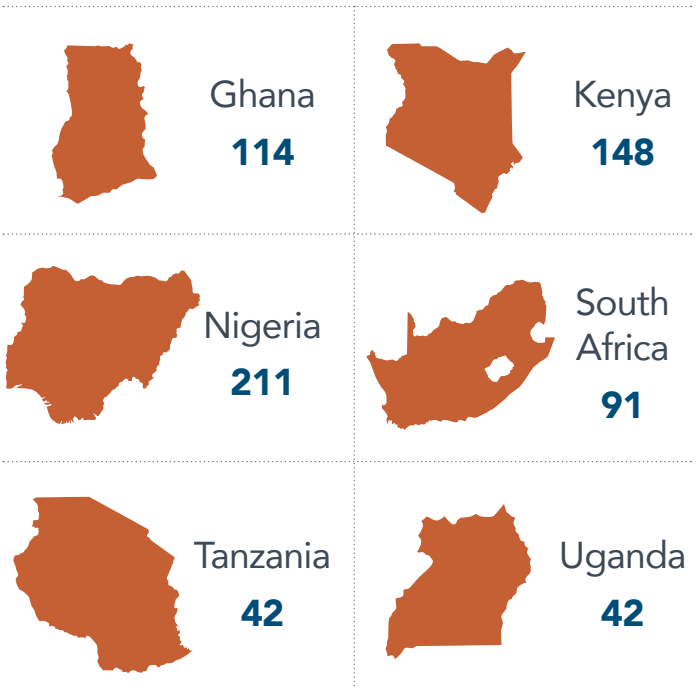 Ghana
114
Kenya
148
Nigeria
211
South
Africa
91
Tanzania
42
Uganda
42